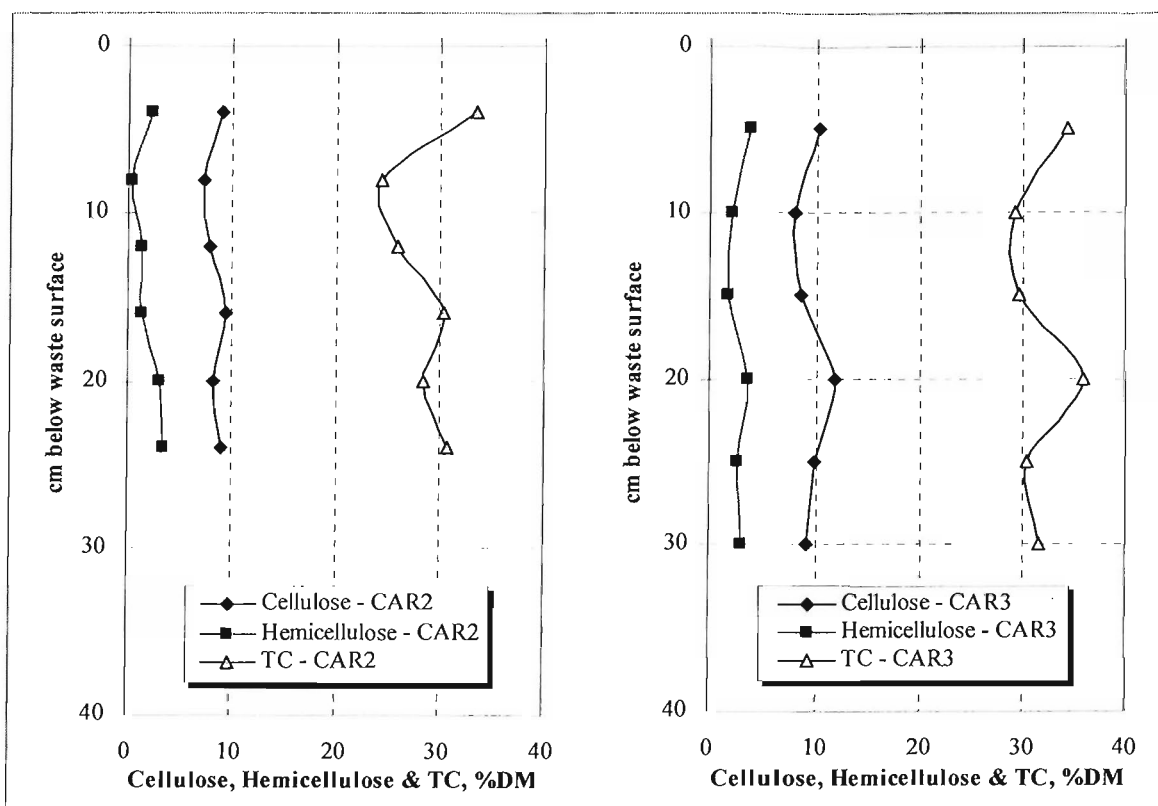 0
10
20
30
40
cm below waste surface
Cellulose - CAR2
Hemicellulose - CAR2
TC - CAR2
0 10 20 30 40
Cellulose, Hemicellulose & TC, %DM
0
10
20
30
40
cm below waste surface
Cellulose - CAR3
Hemicellulose - CAR3
TC - CAR3
0 10 20 30 40
Cellulose, Hemicellulose & TC, %DM